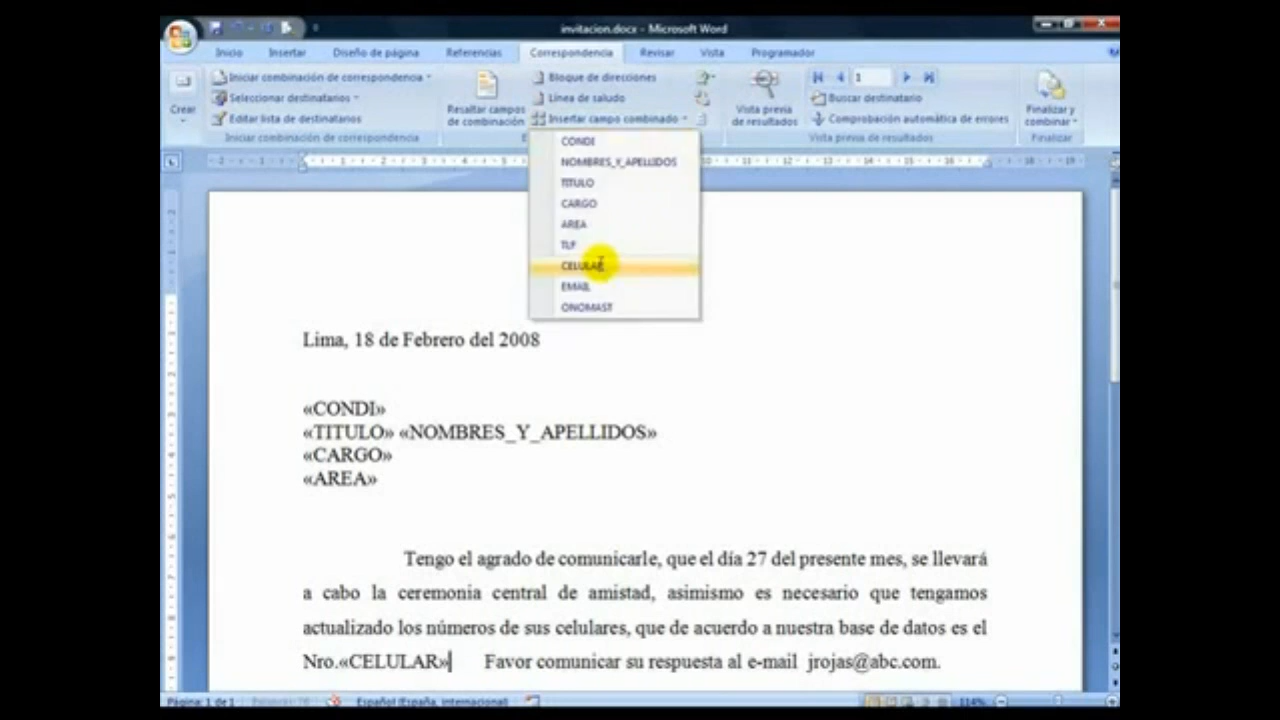 invitacion.docx - Microsoft Word
Inicio Insertar Diseño de página Referencias Correspondencia Revisar Vista Programador
Crear
Iniciar combinación de correspondencia
Seleccionar destinatarios
Editar lista de destinatarios
Iniciar combinación de correspondencia
Resaltar campos
de combinación
Bloque de direcciones
Línea de saludo
Insertar campo combinado
Vista previa
de resultados
1
Buscar destinatario
Comprobación automática de errores
Vista previa de resultados
Finalizar y
combinar
Finalizar
CONDI
NOMBRES_Y_APELLIDOS
TITULO
CARGO
AREA
TLF
CELULAR
EMAIL
ONOMAST
Lima, 18 de Febrero del 2008
«CONDI»
«TITULO» «NOMBRES_Y_APELLIDOS»
«CARGO»
«AREA»
Tengo el agrado de comunicarle, que el día 27 del presente mes, se llevará
a cabo la ceremonia central de amistad, asimismo es necesario que tengamos
actualizado los números de sus celulares, que de acuerdo a nuestra base de datos es el
Nro.«CELULAR» Favor comunicar su respuesta al e-mail jrojas@abc.com.
Página: 1 de 1 Español (España, internacional) 114%